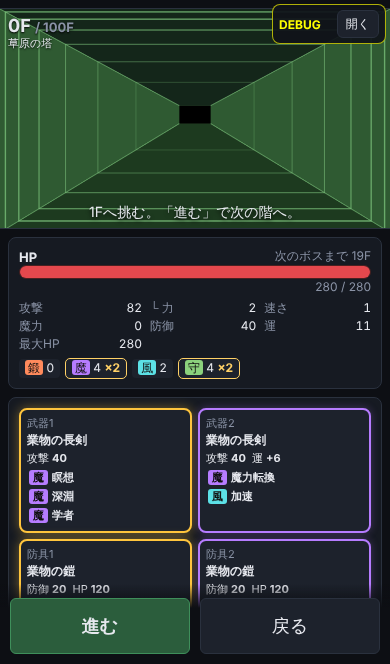 0F / 100F
草原の塔
DEBUG 開く
1Fへ挑む。「進む」で次の階へ。
HP 次のボスまで 19F
280 / 280
攻撃 82 └ 力 2 速さ 1
魔力 0 防御 40 運 11
最大HP 280
鍛 0 魔 4 ×2 風 2 守 4 ×2
武器1
業物の長剣
攻撃 40
魔 瞑想
魔 深淵
魔 学者
武器2
業物の長剣
攻撃 40 運 +6
魔 魔力転換
風 加速
防具1
業物の鎧
防御 20 HP 120
防具2
業物の鎧
防御 20 HP 120
進む
戻る